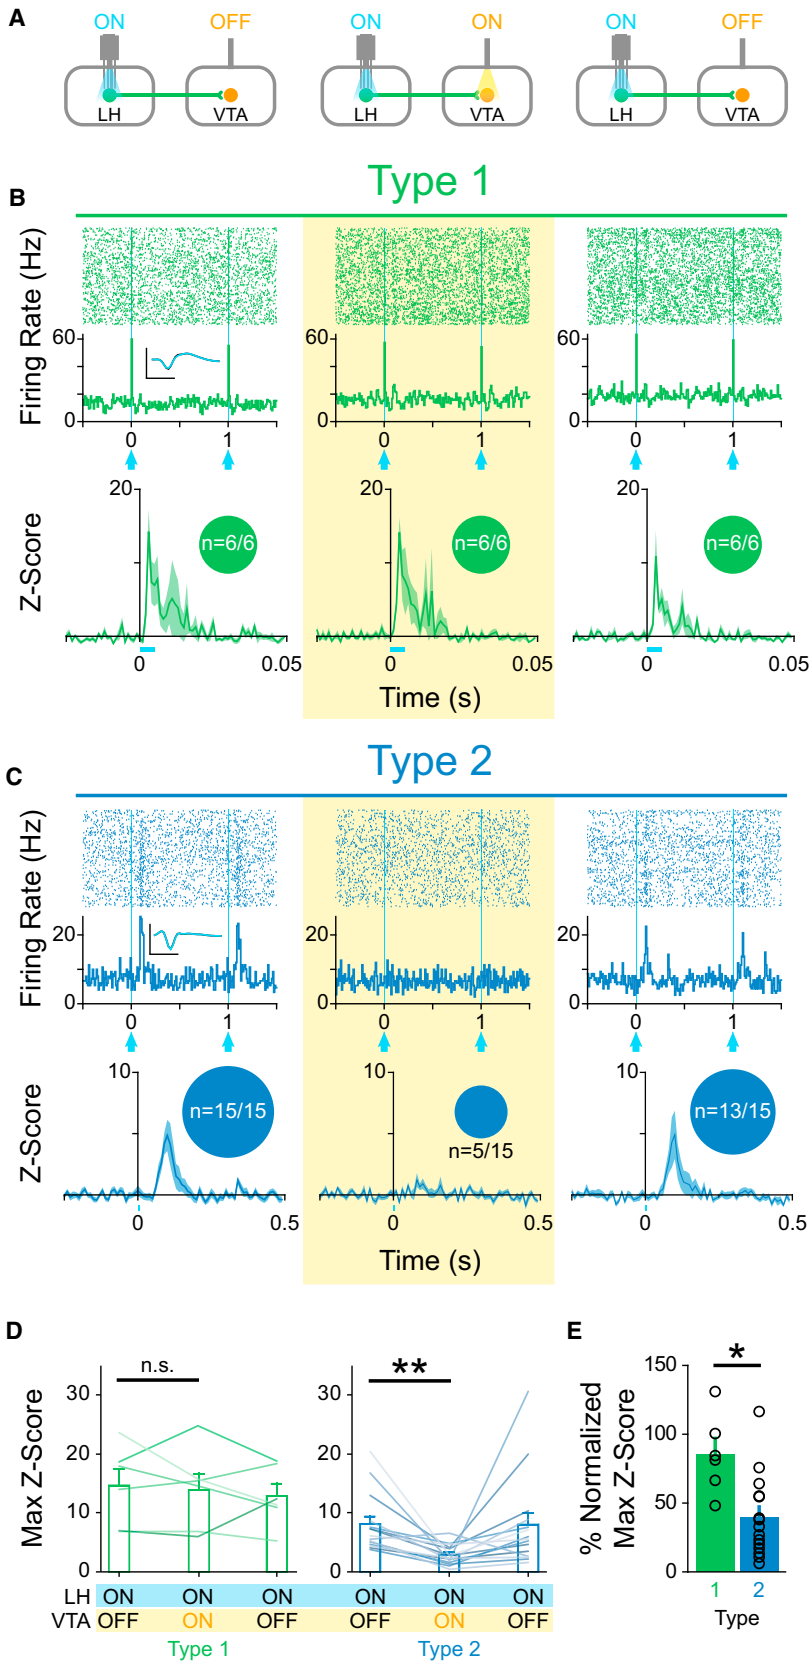 A
ON OFF ON ON ON OFF
LH VTA LH VTA LH VTA
Type 1
B
Firing Rate (Hz)
60 60 60
0 0 0
0 1 0 1 0 1
Z-Score
20 20 20
n=6/6 n=6/6 n=6/6
0 0.05 0 0.05 0 0.05
Time (s)
Type 2
C
Firing Rate (Hz)
20 20 20
0 0 0
0 1 0 1 0 1
Z-Score
10 10 10
n=15/15 n=5/15 n=13/15
0 0.5 0 0.5 0 0.5
Time (s)
D
Max Z-Score
n.s. **
30 30
20 20
10 10
0 0
LH ON ON ON ON ON ON
VTA OFF ON OFF OFF ON OFF
Type 1 Type 2
E
% Normalized
Max Z-Score
*
150
100
50
0
1 2
Type